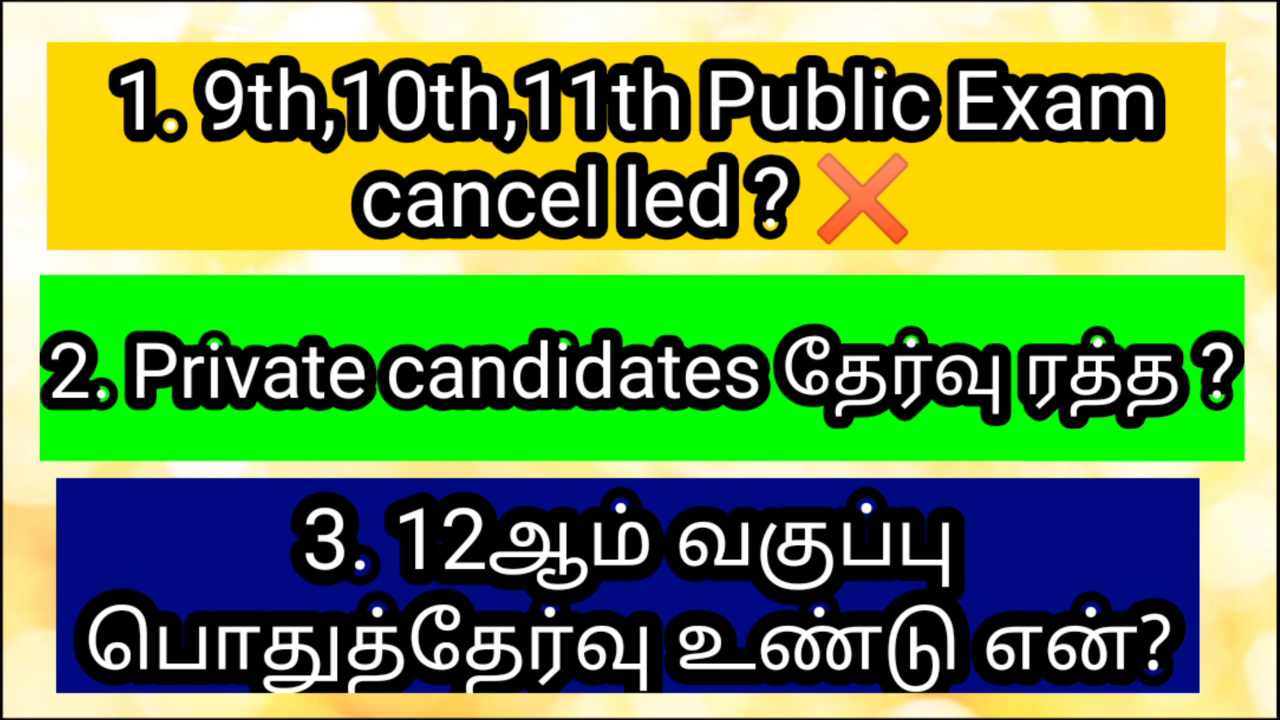 1. 9th,10th,11th Public Exam
cancel led ? ❌
2. Private candidates தேர்வு ரத்த ?
3. 12ஆம் வகுப்பு
பொதுத்தேர்வு உண்டு என்?